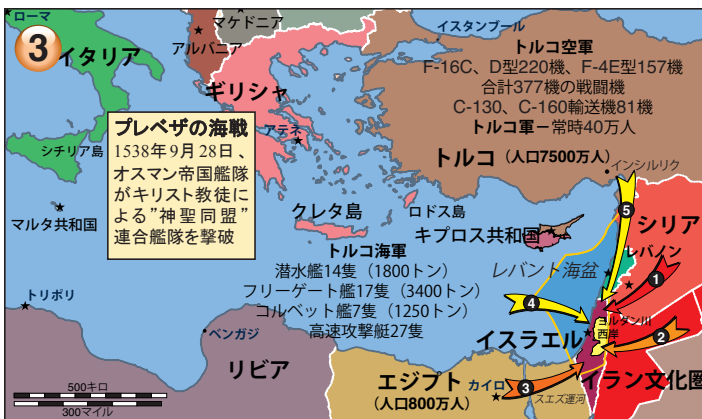 ローマ
マケドニア
イスタンブール
3
イタリア
アルバニア
トルコ空軍
F-16C、D型220機、F-4E型157機
合計377機の戦闘機
C-130、C-160輸送機81機
トルコ軍－常時40万人
ギリシャ
プレベザの海戦
1538年9月28日、
オスマン帝国艦隊
がキリスト教徒に
よる”神聖同盟”
連合艦隊を撃破
アテネ
トルコ（人口7500万人）
インシルリク
シチリア島
マルタ共和国
クレタ島
ロドス島
キプロス共和国
5
シリア
レバノン
トルコ海軍
潜水艦14隻（1800トン）
フリーゲート艦17隻（3400トン）
コルベット艦7隻（1250トン）
高速攻撃艇27隻
レバント海盆
1
トリポリ
4
ヨルダン川
西岸
2
ベンガジ
イスラエル
リビア
エジプト
カイロ
3
イラン文化圏
（人口800万人）
スエズ運河
500キロ
300マイル